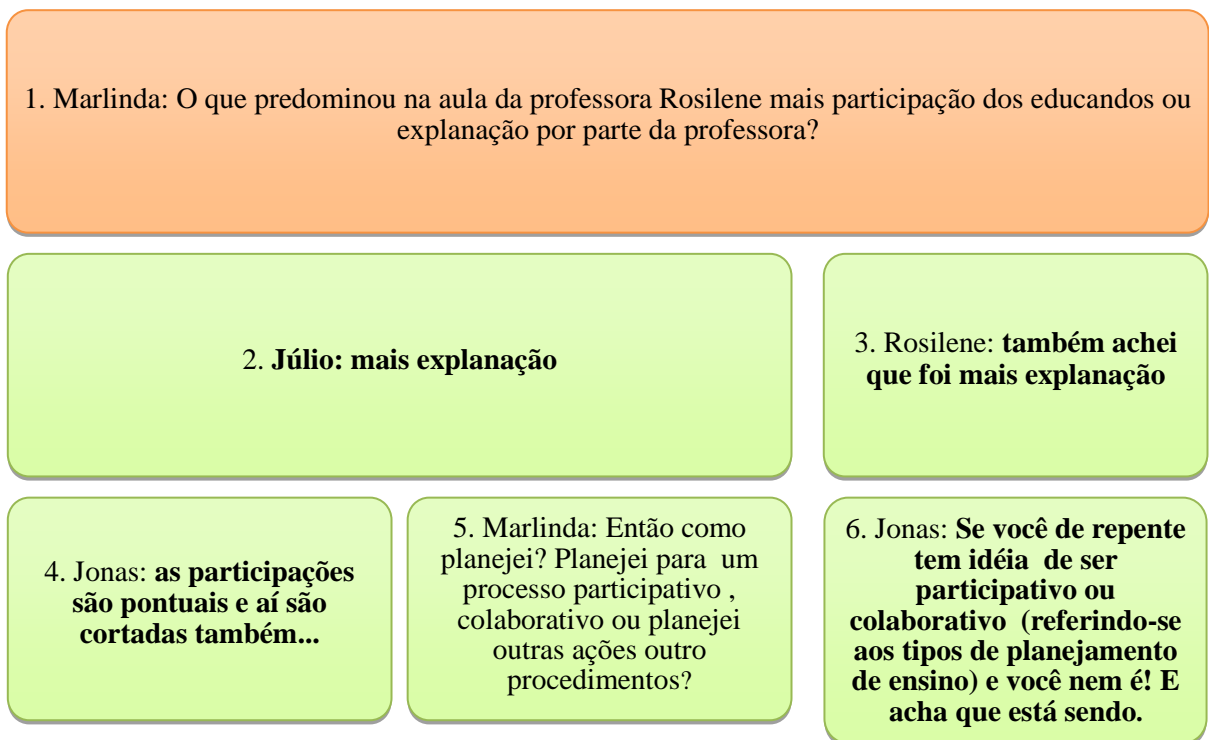 1. Marlinda: O que predominou na aula da professora Rosilene mais participação dos educandos ou
explanação por parte da professora?
2. Júlio: mais explanação
3. Rosilene: também achei
que foi mais explanação
4. Jonas: as participações
são pontuais e aí são
cortadas também...
5. Marlinda: Então como
planejei? Planejei para um
processo participativo ,
colaborativo ou planejei
outras ações outro
procedimentos?
6. Jonas: Se você de repente
tem idéia de ser
participativo ou
colaborativo (referindo-se
aos tipos de planejamento
de ensino) e você nem é! E
acha que está sendo.